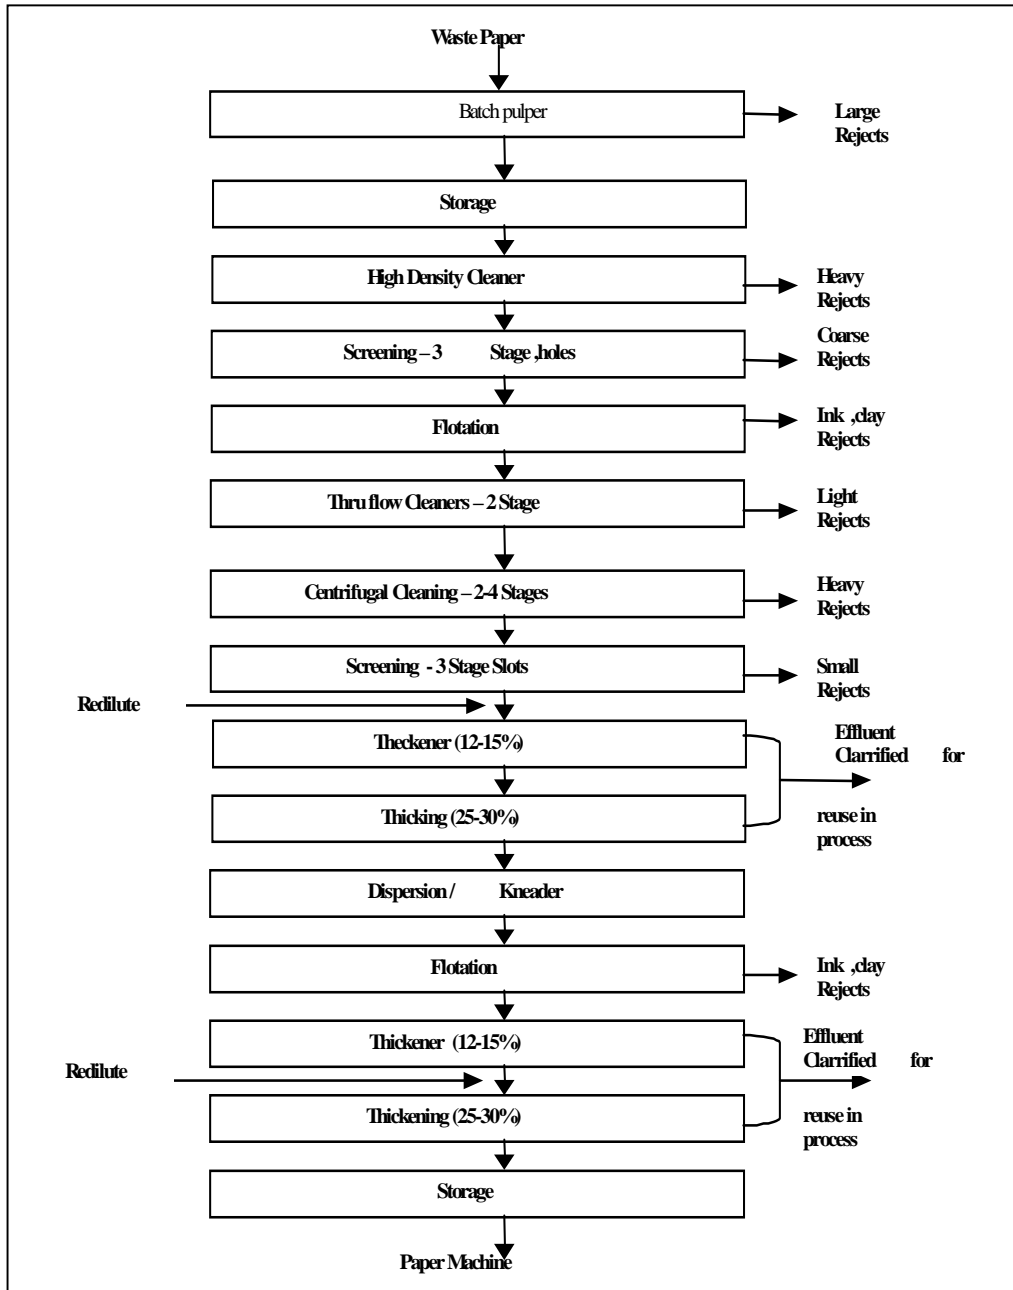 Waste Paper
Batch pulper
Large
Rejects
Storage
High Density Cleaner
Heavy
Rejects
Screening – 3 Stage ,holes
Coarse
Rejects
Flotation
Ink ,clay
Rejects
Thru flow Cleaners – 2 Stage
Light
Rejects
Centrifugal Cleaning – 2-4 Stages
Heavy
Rejects
Screening - 3 Stage Slots
Small
Rejects
Redilute
Theckener (12-15%)
Effluent
Clarrified for
Thicking (25-30%)
reuse in
process
Dispersion / Kneader
Flotation
Ink ,clay
Rejects
Thickener (12-15%)
Effluent
Clarrified for
Redilute
Thickening (25-30%)
reuse in
process
Storage
Paper Machine